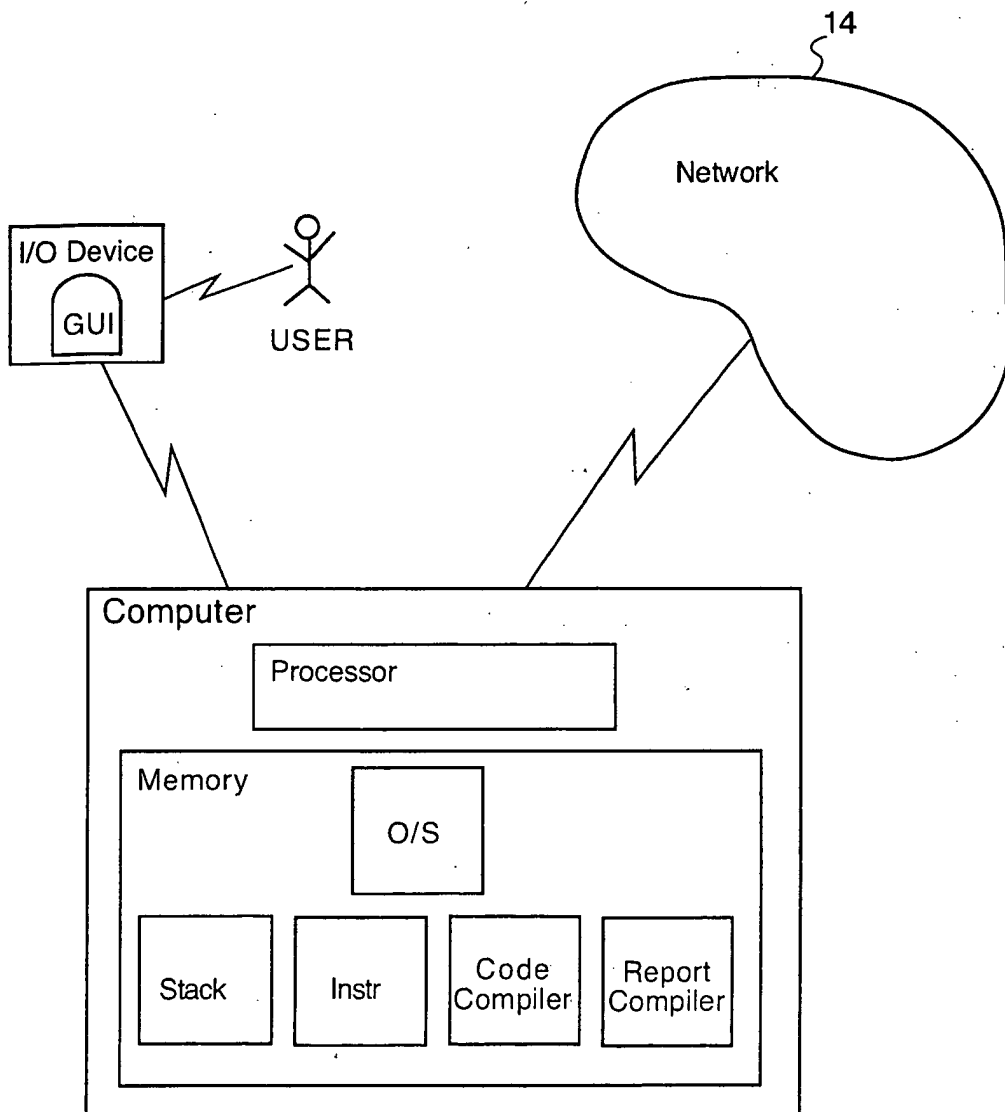 14
Network
I/O Device
GUI
USER
Computer
Processor
Memory
O/S
Stack
Instr
Code
Compiler
Report
Compiler